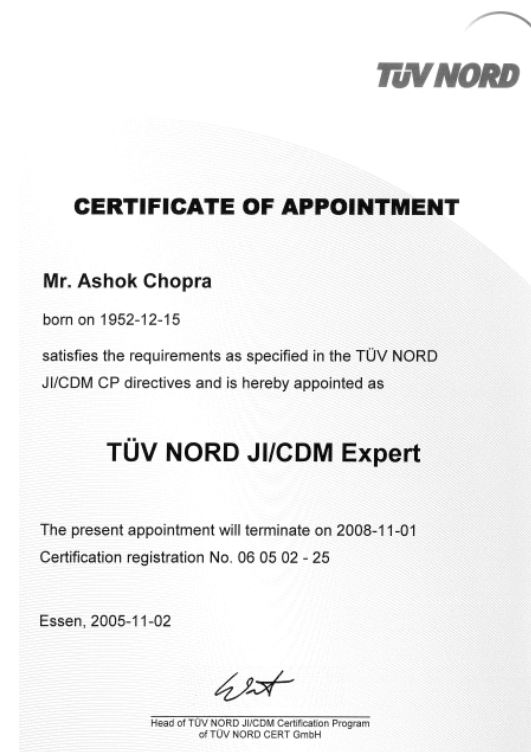 TÜV NORD
CERTIFICATE OF APPOINTMENT
Mr. Ashok Chopra
born on 1952-12-15
satisfies the requirements as specified in the TÜV NORD
JI/CDM CP directives and is hereby appointed as
TÜV NORD JI/CDM Expert
The present appointment will terminate on 2008-11-01
Certification registration No. 06 05 02 - 25
Essen, 2005-11-02
Head of TÜV NORD JI/CDM Certification Program
of TÜV NORD CERT GmbH